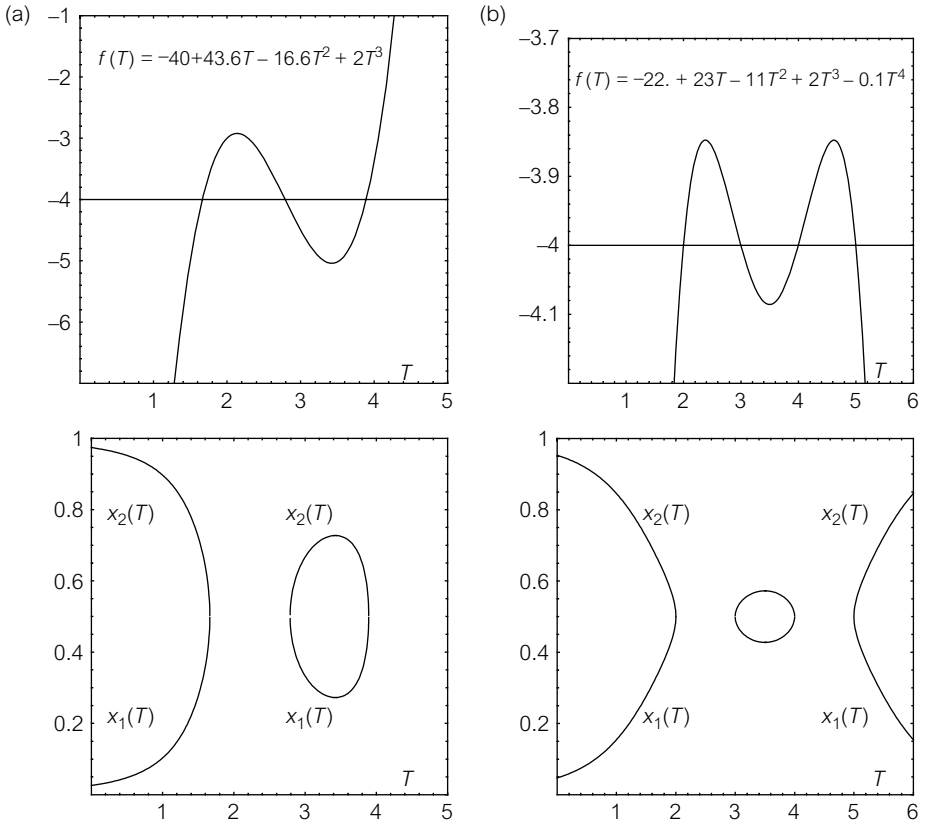 (a)
f(T) = –40+43.6T – 16.6T² + 2T³
–1
–2
–3
–4
–5
–6
T
1 2 3 4 5
(b)
f(T) = –22. + 23T – 11T² + 2T³ – 0.1T⁴
–3.7
–3.8
–3.9
–4
–4.1
T
1 2 3 4 5 6
1
0.8
0.6
0.4
0.2
x₂(T) x₂(T)
x₁(T) x₁(T)
T
1 2 3 4 5
1
0.8
0.6
0.4
0.2
x₂(T) x₂(T)
x₁(T) x₁(T)
T
1 2 3 4 5 6